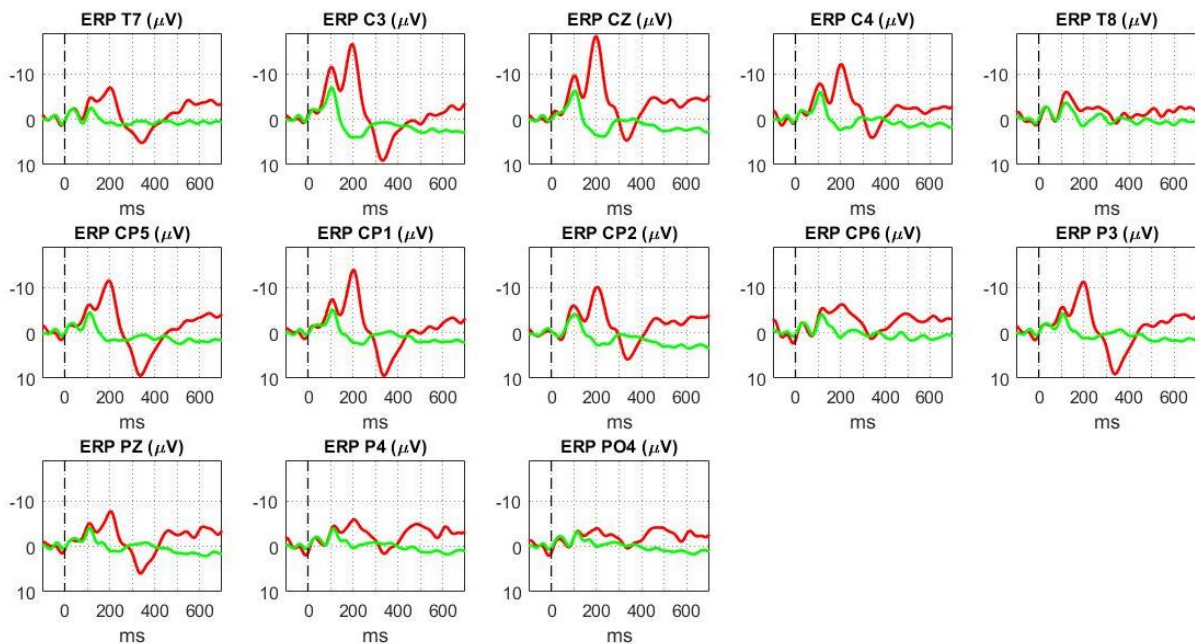 ERP T7 (μV) ERP C3 (μV) ERP CZ (μV) ERP C4 (μV) ERP T8 (μV)
-10 -10 -10 -10 -10
0 0 0 0 0
10 10 10 10 10
0 200 400 600 0 200 400 600 0 200 400 600 0 200 400 600 0 200 400 600
ms ms ms ms ms
ERP CP5 (μV) ERP CP1 (μV) ERP CP2 (μV) ERP CP6 (μV) ERP P3 (μV)
-10 -10 -10 -10 -10
0 0 0 0 0
10 10 10 10 10
0 200 400 600 0 200 400 600 0 200 400 600 0 200 400 600 0 200 400 600
ms ms ms ms ms
ERP PZ (μV) ERP P4 (μV) ERP PO4 (μV)
-10 -10 -10
0 0 0
10 10 10
0 200 400 600 0 200 400 600 0 200 400 600
ms ms ms